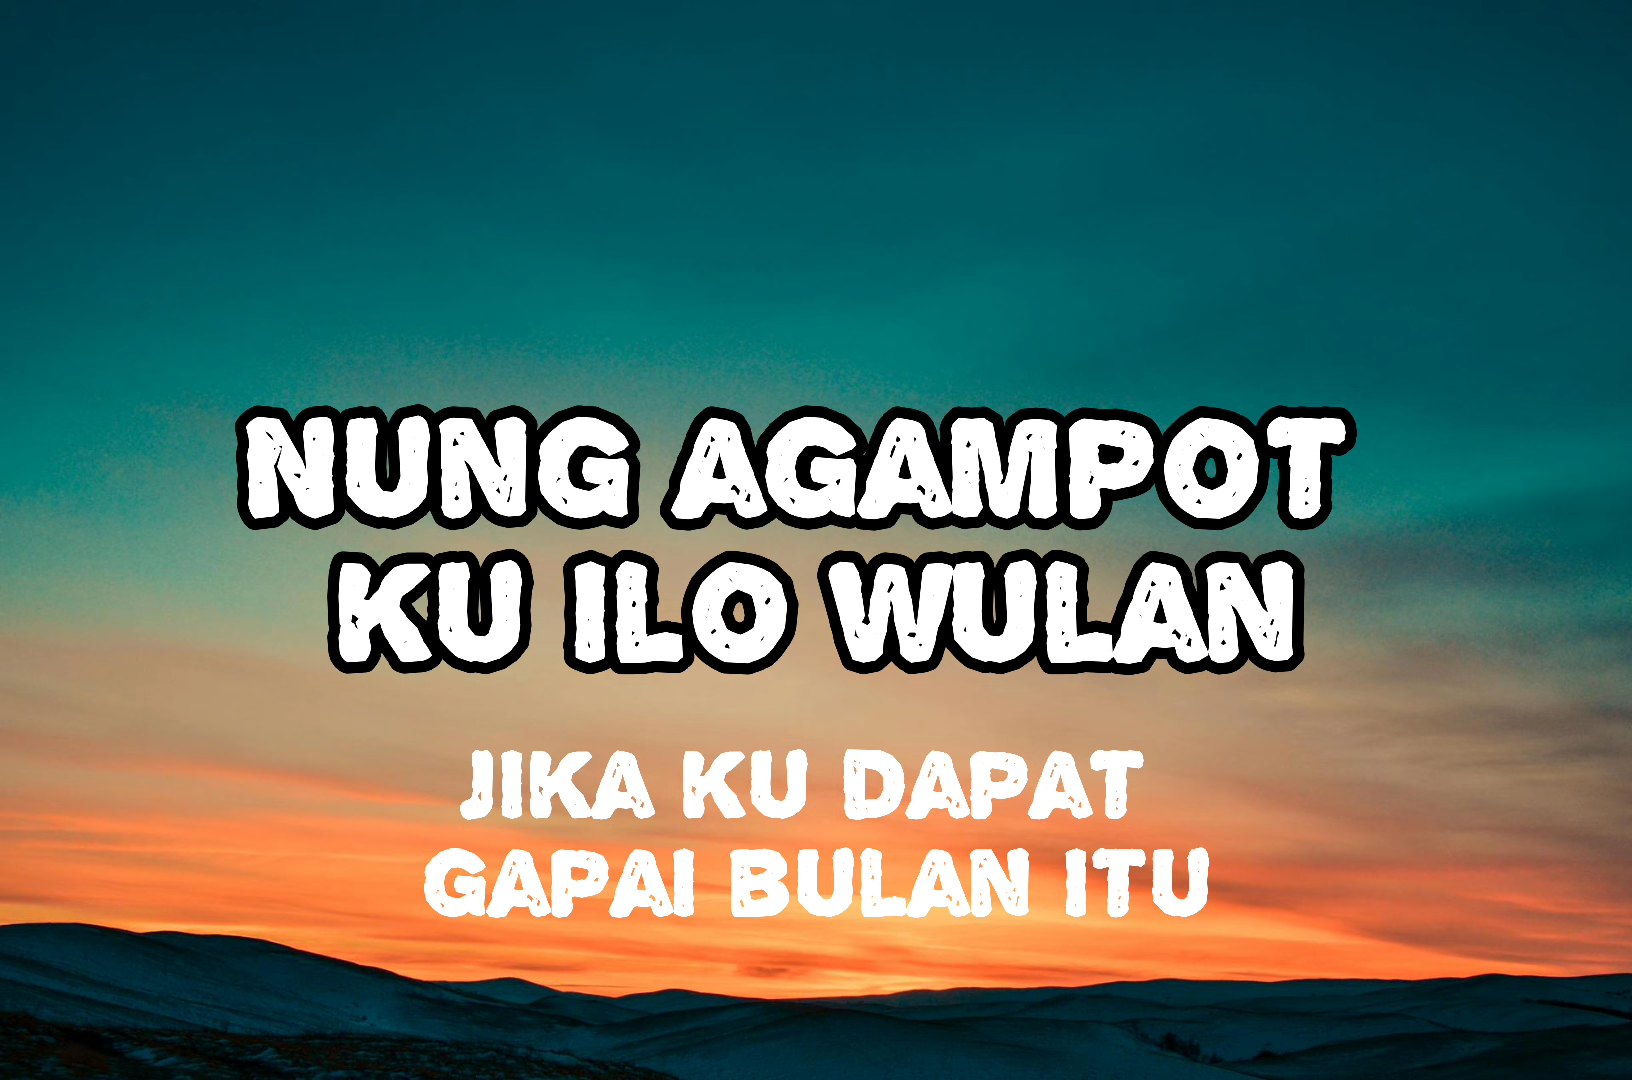 NUNG AGAMPOT
KU ILO WULAN
JIKA KU DAPAT
GAPAI BULAN ITU